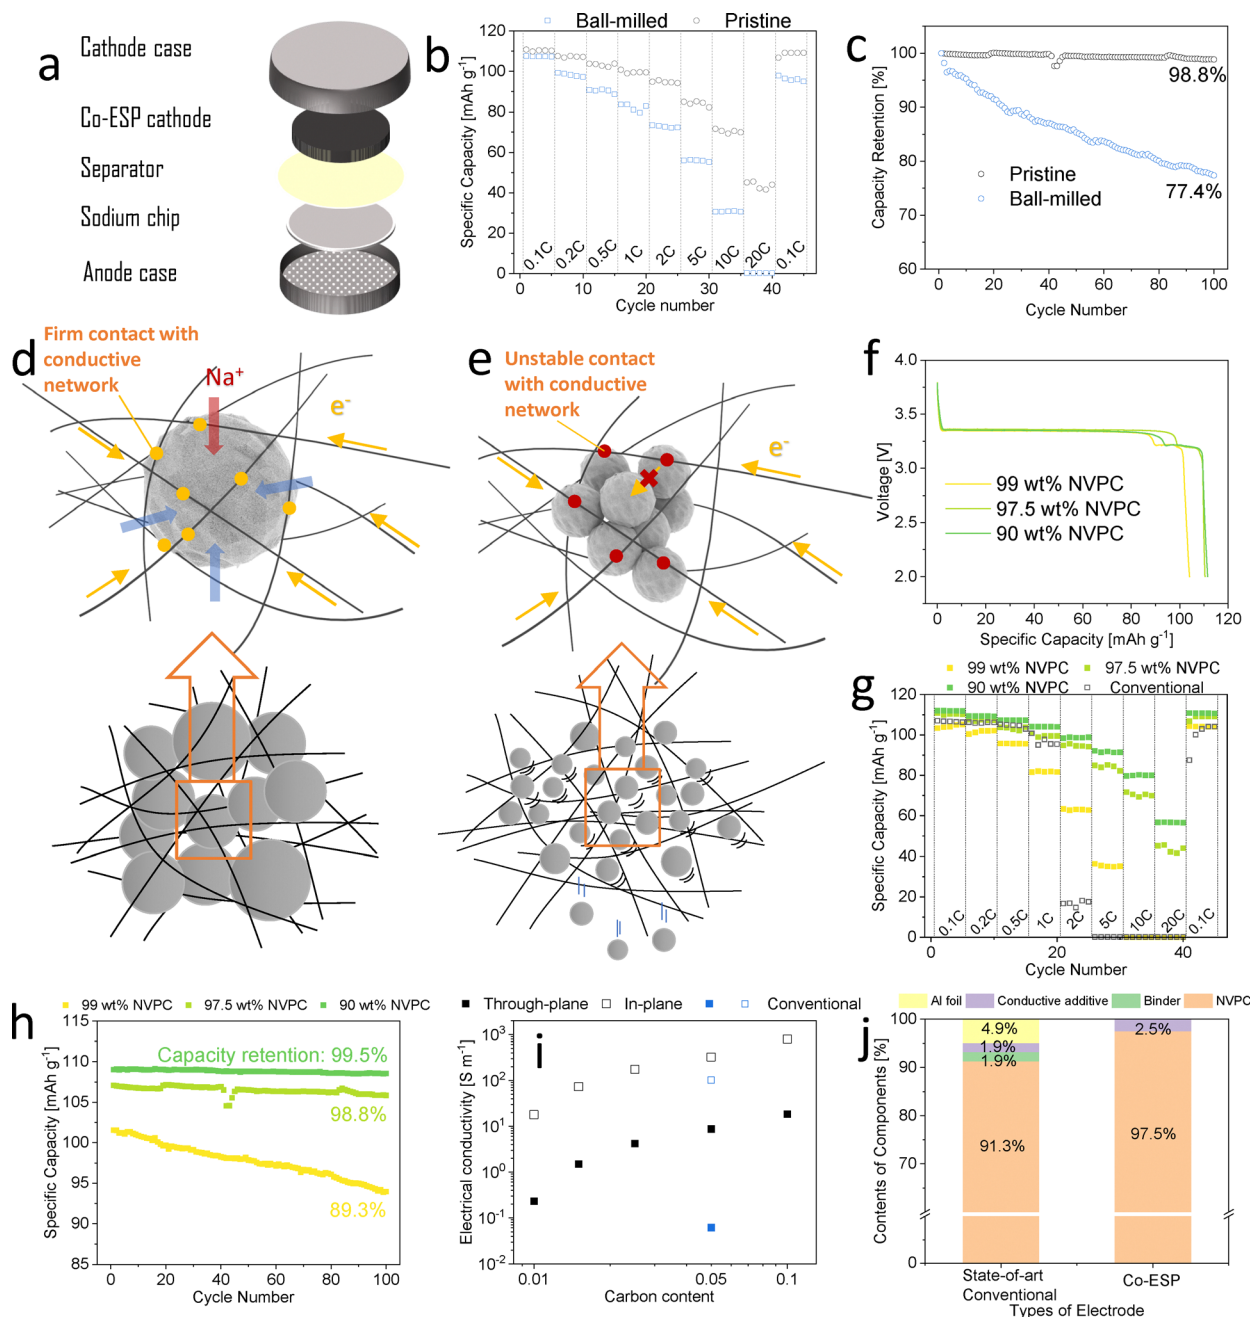 a
Cathode case
Co-ESP cathode
Separator
Sodium chip
Anode case
b
Ball-milled Pristine
Specific Capacity [mAh g⁻¹]
120
100
80
60
40
20
0
0.1C 0.2C 0.5C 1C 2C 5C 10C 20C 0.1C
0 10 20 30 40
Cycle number
c
Capacity Retention [%]
100
90
80
70
60
98.8%
Pristine
Ball-milled
77.4%
0 20 40 60 80 100
Cycle Number
d
Firm contact with
conductive
network
Na⁺
e⁻
e
Unstable contact
with conductive
network
e⁻
f
Voltage [V]
4.0
3.5
3.0
2.5
2.0
99 wt% NVPC
97.5 wt% NVPC
90 wt% NVPC
0 20 40 60 80 100 120
Specific Capacity [mAh g⁻¹]
g
99 wt% NVPC 97.5 wt% NVPC
90 wt% NVPC Conventional
Specific Capacity [mAh g⁻¹]
120
100
80
60
40
20
0
0.1C 0.2C 0.5C 1C 2C 5C 10C 20C 0.1C
0 20 40
Cycle Number
h
99 wt% NVPC 97.5 wt% NVPC 90 wt% NVPC
Specific Capacity [mAh g⁻¹]
115
110
105
100
95
90
85
Capacity retention: 99.5%
98.8%
89.3%
0 20 40 60 80 100
Cycle Number
i
Through-plane In-plane Conventional
Electrical conductivity [S m⁻¹]
10³
10²
10¹
10⁰
10⁻¹
10⁻²
0.01 0.05 0.1
Carbon content
j
Al foil Conductive additive Binder NVPC
Contents of Components [%]
100
90
80
70
0
4.9%
1.9%
1.9%
91.3%
2.5%
97.5%
State-of-art
Conventional
Co-ESP
Types of Electrode